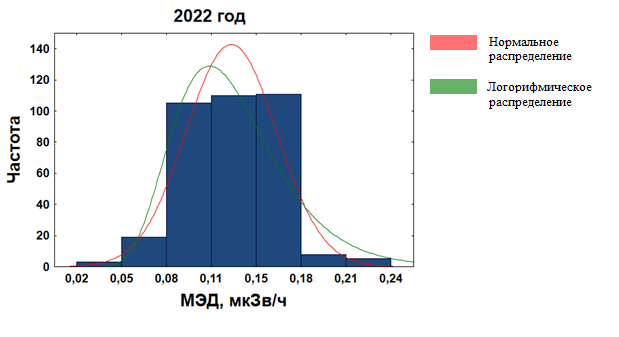 2022 год
Нормальное
распределение
Логорифмическое
распределение
Частота
140
120
100
80
60
40
20
0
0,02 0,05 0,08 0,11 0,15 0,18 0,21 0,24
МЭД, мкЗв/ч